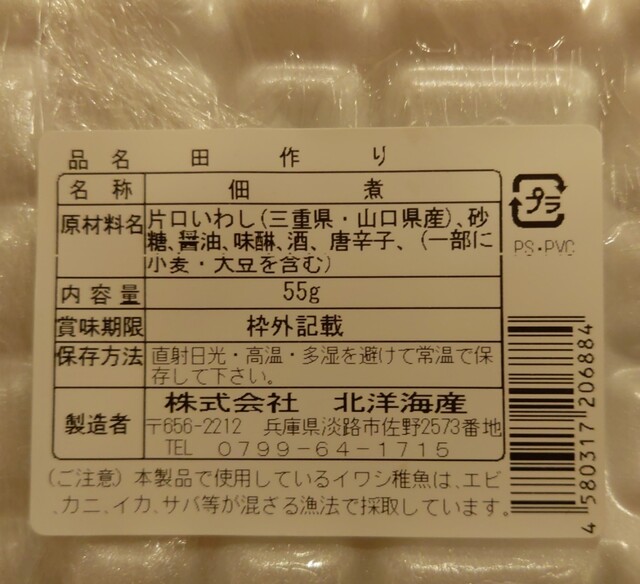 品名 田作り
名称 佃煮
原材料名 片口いわし(三重県・山口県産)、砂
糖、醤油、味醂、酒、唐辛子、(一部に
小麦・大豆を含む)
内容量 55g
賞味期限 枠外記載
保存方法 直射日光・高温・多湿を避けて常温で保
存して下さい。
製造者 株式会社 北洋海産
〒656-2212 兵庫県淡路市佐野2573番地
TEL 0799-64-1715
(ご注意) 本製品で使用しているイワシ稚魚は、エビ
、カニ、イカ、サバ等が混ざる漁法で採取しています。
プラ
PS・PVC
4 580317 206884